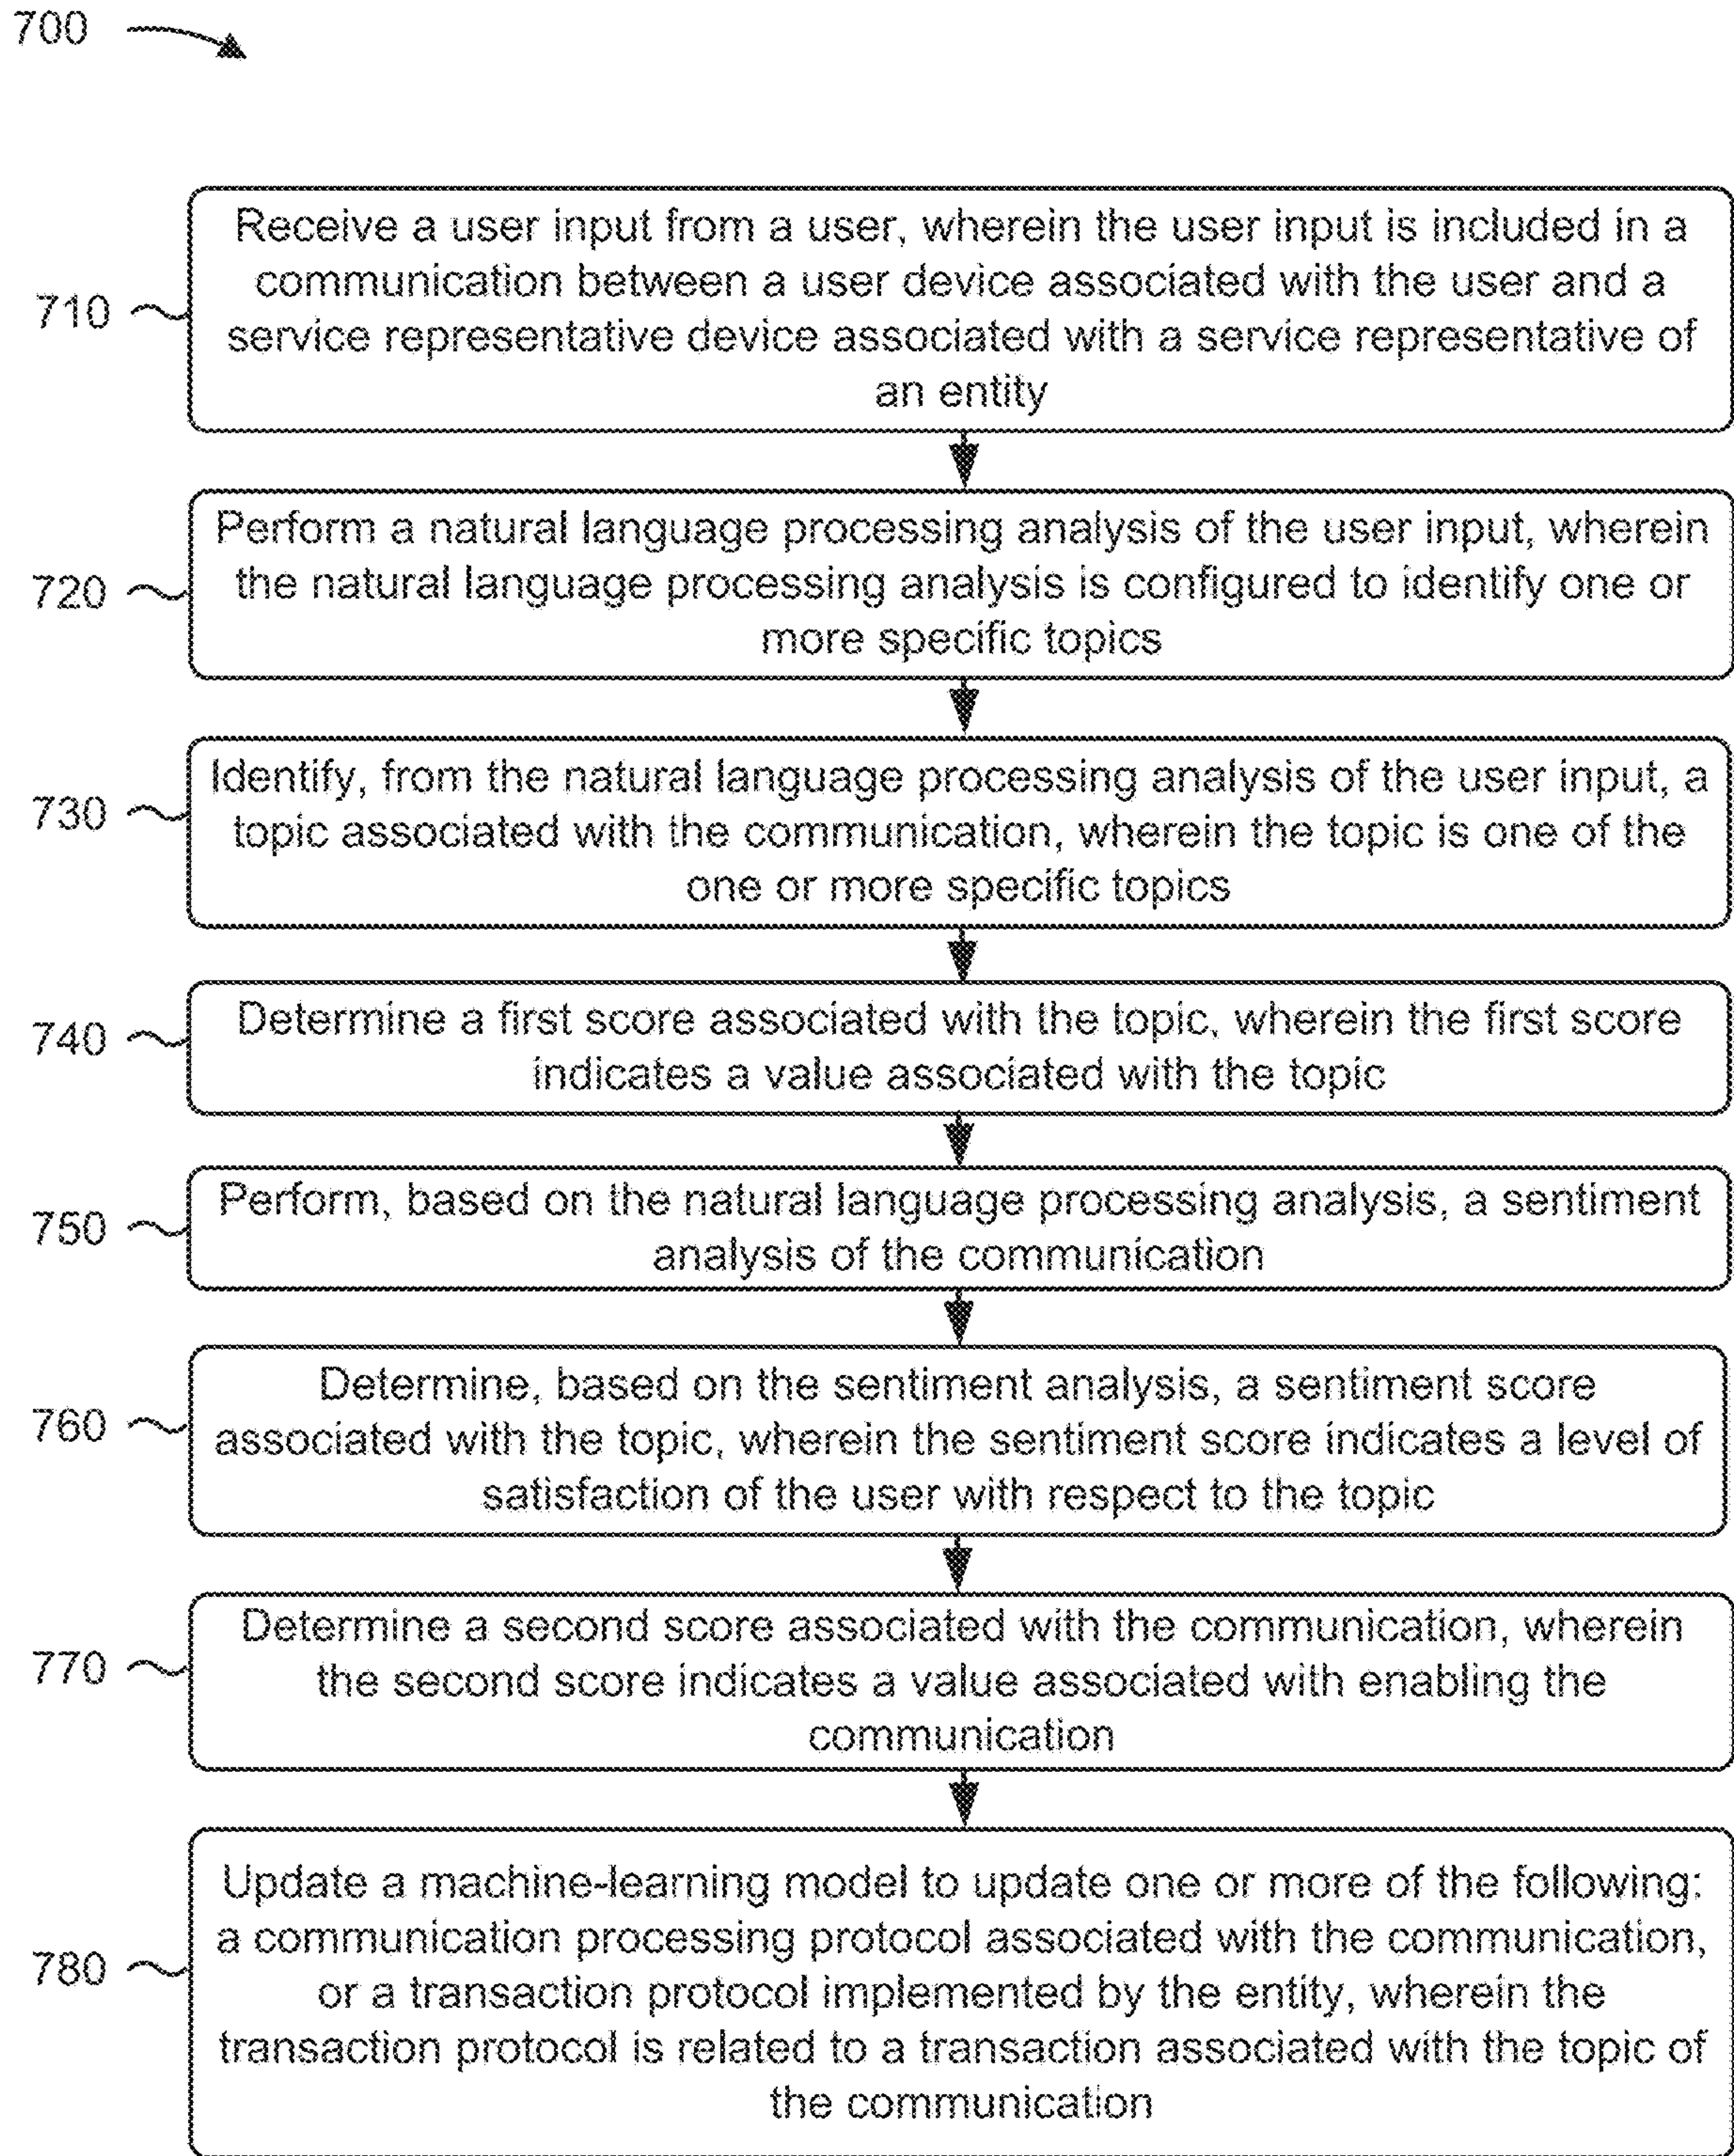 700
710
Receive a user input from a user, wherein the user input is included in a
communication between a user device associated with the user and a
service representative device associated with a service representative of
an entity
720
Perform a natural language processing analysis of the user input, wherein
the natural language processing analysis is configured to identify one or
more specific topics
730
Identify, from the natural language processing analysis of the user input, a
topic associated with the communication, wherein the topic is one of the
one or more specific topics
740
Determine a first score associated with the topic, wherein the first score
indicates a value associated with the topic
750
Perform, based on the natural language processing analysis, a sentiment
analysis of the communication
760
Determine, based on the sentiment analysis, a sentiment score
associated with the topic, wherein the sentiment score indicates a level of
satisfaction of the user with respect to the topic
770
Determine a second score associated with the communication, wherein
the second score indicates a value associated with enabling the
communication
780
Update a machine-learning model to update one or more of the following:
a communication processing protocol associated with the communication,
or a transaction protocol implemented by the entity, wherein the
transaction protocol is related to a transaction associated with the topic of
the communication